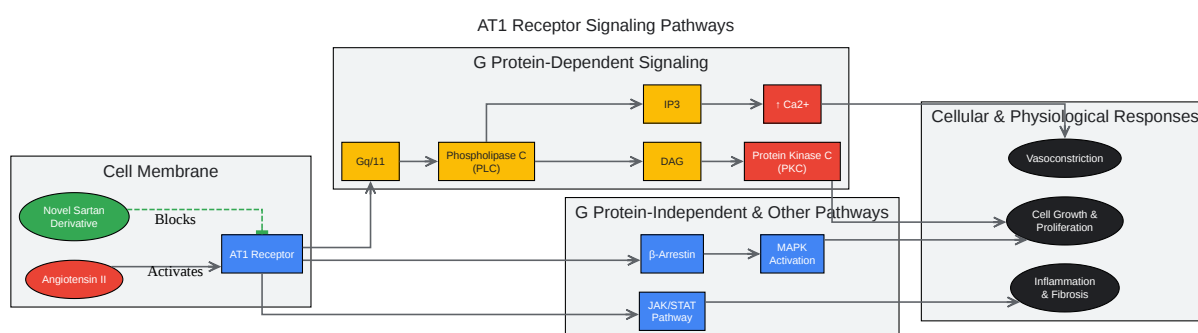 AT1 Receptor Signaling Pathways
G Protein-Dependent Signaling
IP3
↑ Ca2+
Gq/11
Phospholipase C
(PLC)
DAG
Protein Kinase C
(PKC)
Cell Membrane
Novel Sartan
Derivative
Blocks
AT1 Receptor
Angiotensin II
Activates
G Protein-Independent & Other Pathways
β-Arrestin
MAPK
Activation
JAK/STAT
Pathway
Cellular & Physiological Responses
Vasoconstriction
Cell Growth &
Proliferation
Inflammation
& Fibrosis